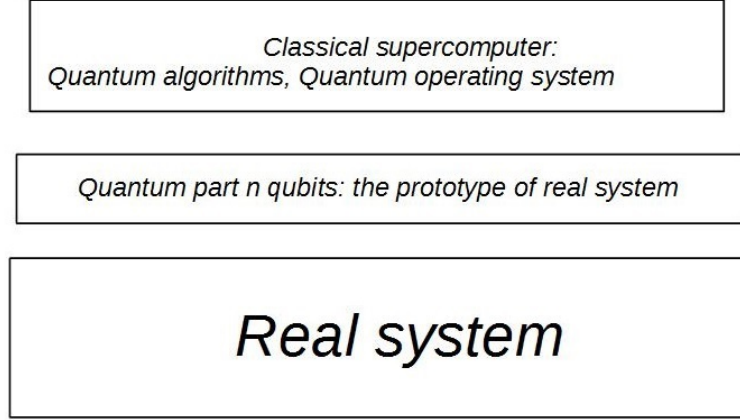 Classical supercomputer:
Quantum algorithms, Quantum operating system
Quantum part n qubits: the prototype of real system
Real system